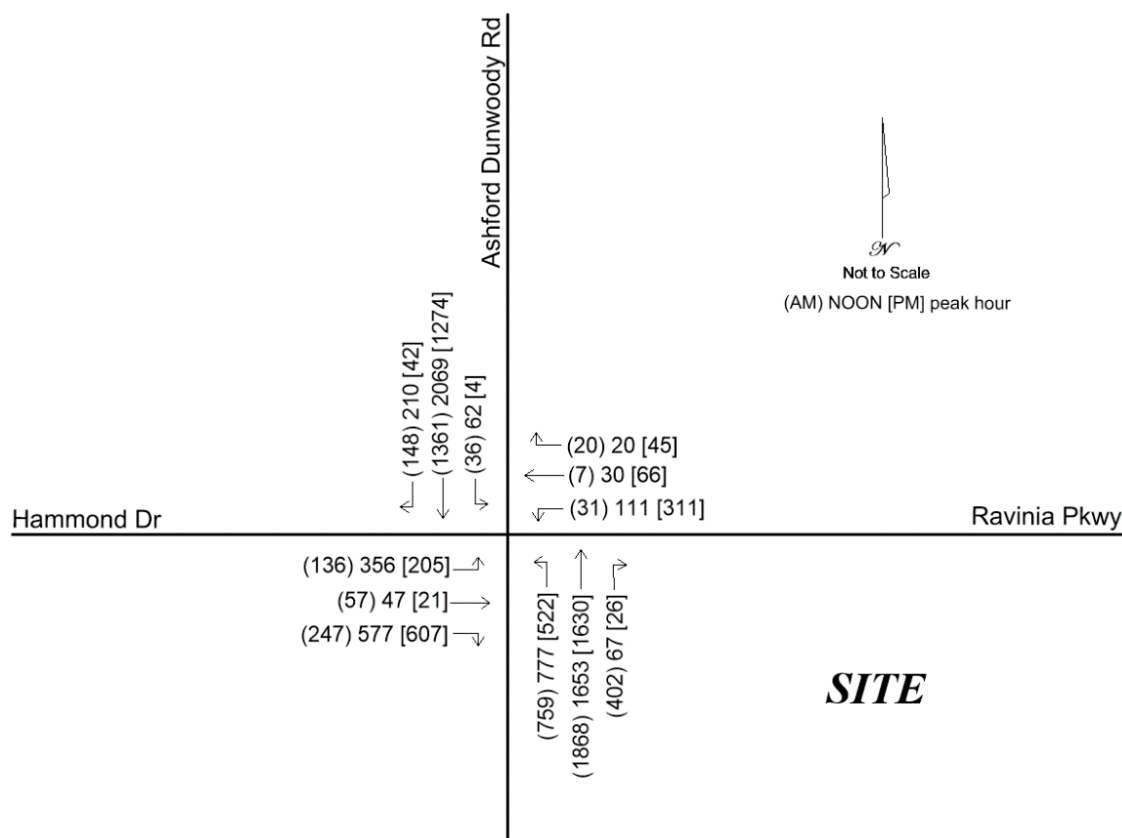 Ashford Dunwoody Rd
N
Not to Scale
(AM) NOON [PM] peak hour
(148) 210 [42]
(1361) 2069 [1274]
(36) 62 [4]
(20) 20 [45]
(7) 30 [66]
(31) 111 [311]
Hammond Dr
Ravinia Pkwy
(136) 356 [205]
(57) 47 [21]
(247) 577 [607]
(759) 777 [522]
(1868) 1653 [1630]
(402) 67 [26]
SITE